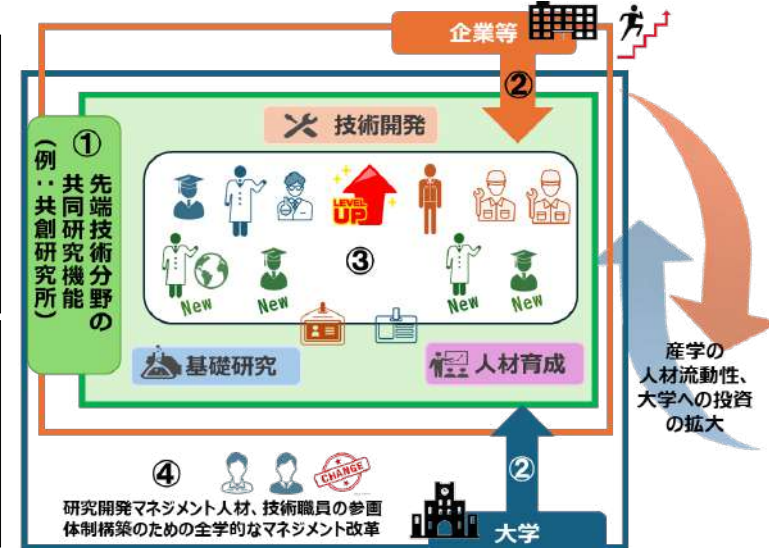 企業等
②
技術開発
①
先端技術分野の
共同研究機能
(例：共創研究所)
LEVEL
UP
③
New
New
New
New
基礎研究
人材育成
産学の
人材流動性、
大学への投資
の拡大
④
CHANGE
②
研究開発マネジメント人材、技術職員の参画
体制構築のための全学的なマネジメント改革
大学